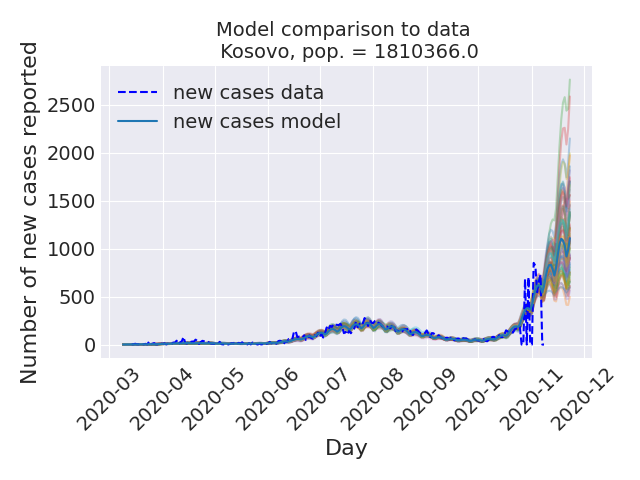 Model comparison to data
Kosovo, pop. = 1810366.0
Number of new cases reported
new cases data
new cases model
2500
2000
1500
1000
500
0
2020-03
2020-04
2020-05
2020-06
2020-07
2020-08
2020-09
2020-10
2020-11
2020-12
Day